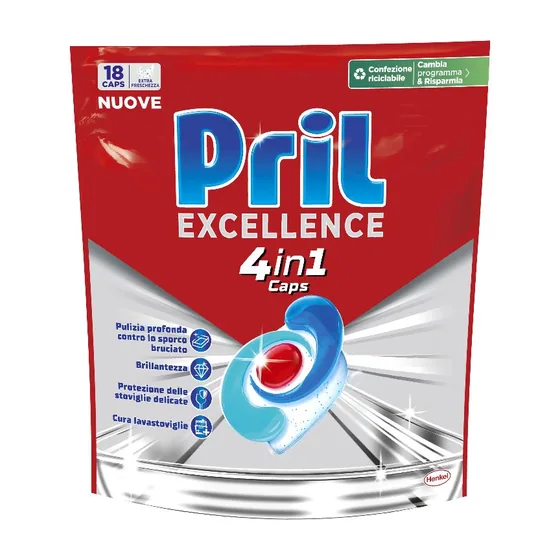 18
CAPS
EXTRA
FRESCHEZZA
NUOVE
Confezione
riciclabile
Cambia
programma
& Risparmia
Pril
EXCELLENCE
4in1
Caps
Pulizia profonda
contro lo sporco
bruciato
Brillantezza
Protezione delle
stoviglie delicate
Cura lavastoviglie
Henkel